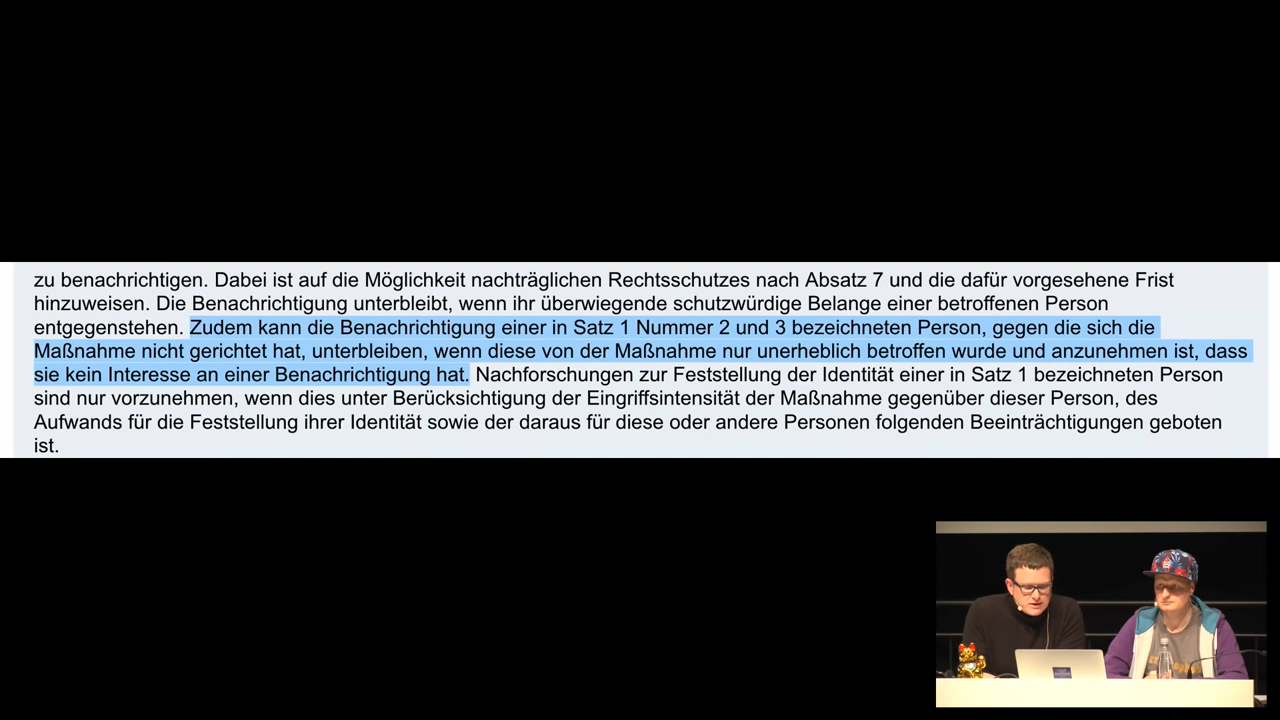 zu benachrichtigen. Dabei ist auf die Möglichkeit nachträglichen Rechtsschutzes nach Absatz 7 und die dafür vorgesehene Frist
hinzuweisen. Die Benachrichtigung unterbleibt, wenn ihr überwiegende schutzwürdige Belange einer betroffenen Person
entgegenstehen. Zudem kann die Benachrichtigung einer in Satz 1 Nummer 2 und 3 bezeichneten Person, gegen die sich die
Maßnahme nicht gerichtet hat, unterbleiben, wenn diese von der Maßnahme nur unerheblich betroffen wurde und anzunehmen ist, dass
sie kein Interesse an einer Benachrichtigung hat. Nachforschungen zur Feststellung der Identität einer in Satz 1 bezeichneten Person
sind nur vorzunehmen, wenn dies unter Berücksichtigung der Eingriffsintensität der Maßnahme gegenüber dieser Person, des
Aufwands für die Feststellung ihrer Identität sowie der daraus für diese oder andere Personen folgenden Beeinträchtigungen geboten
ist.